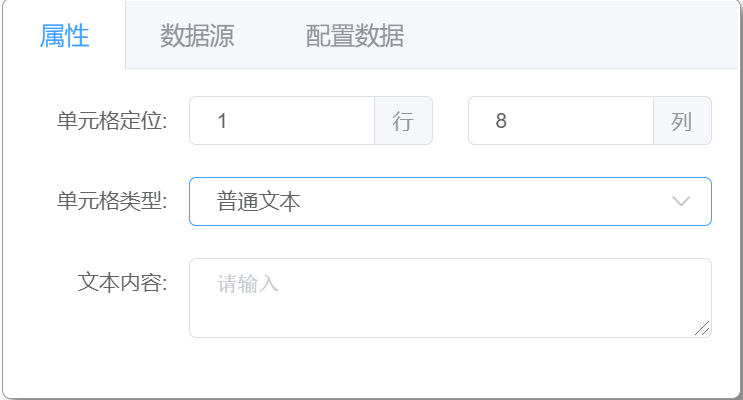 属性 数据源 配置数据
单元格定位: 1 行 8 列
单元格类型: 普通文本
文本内容: 请输入